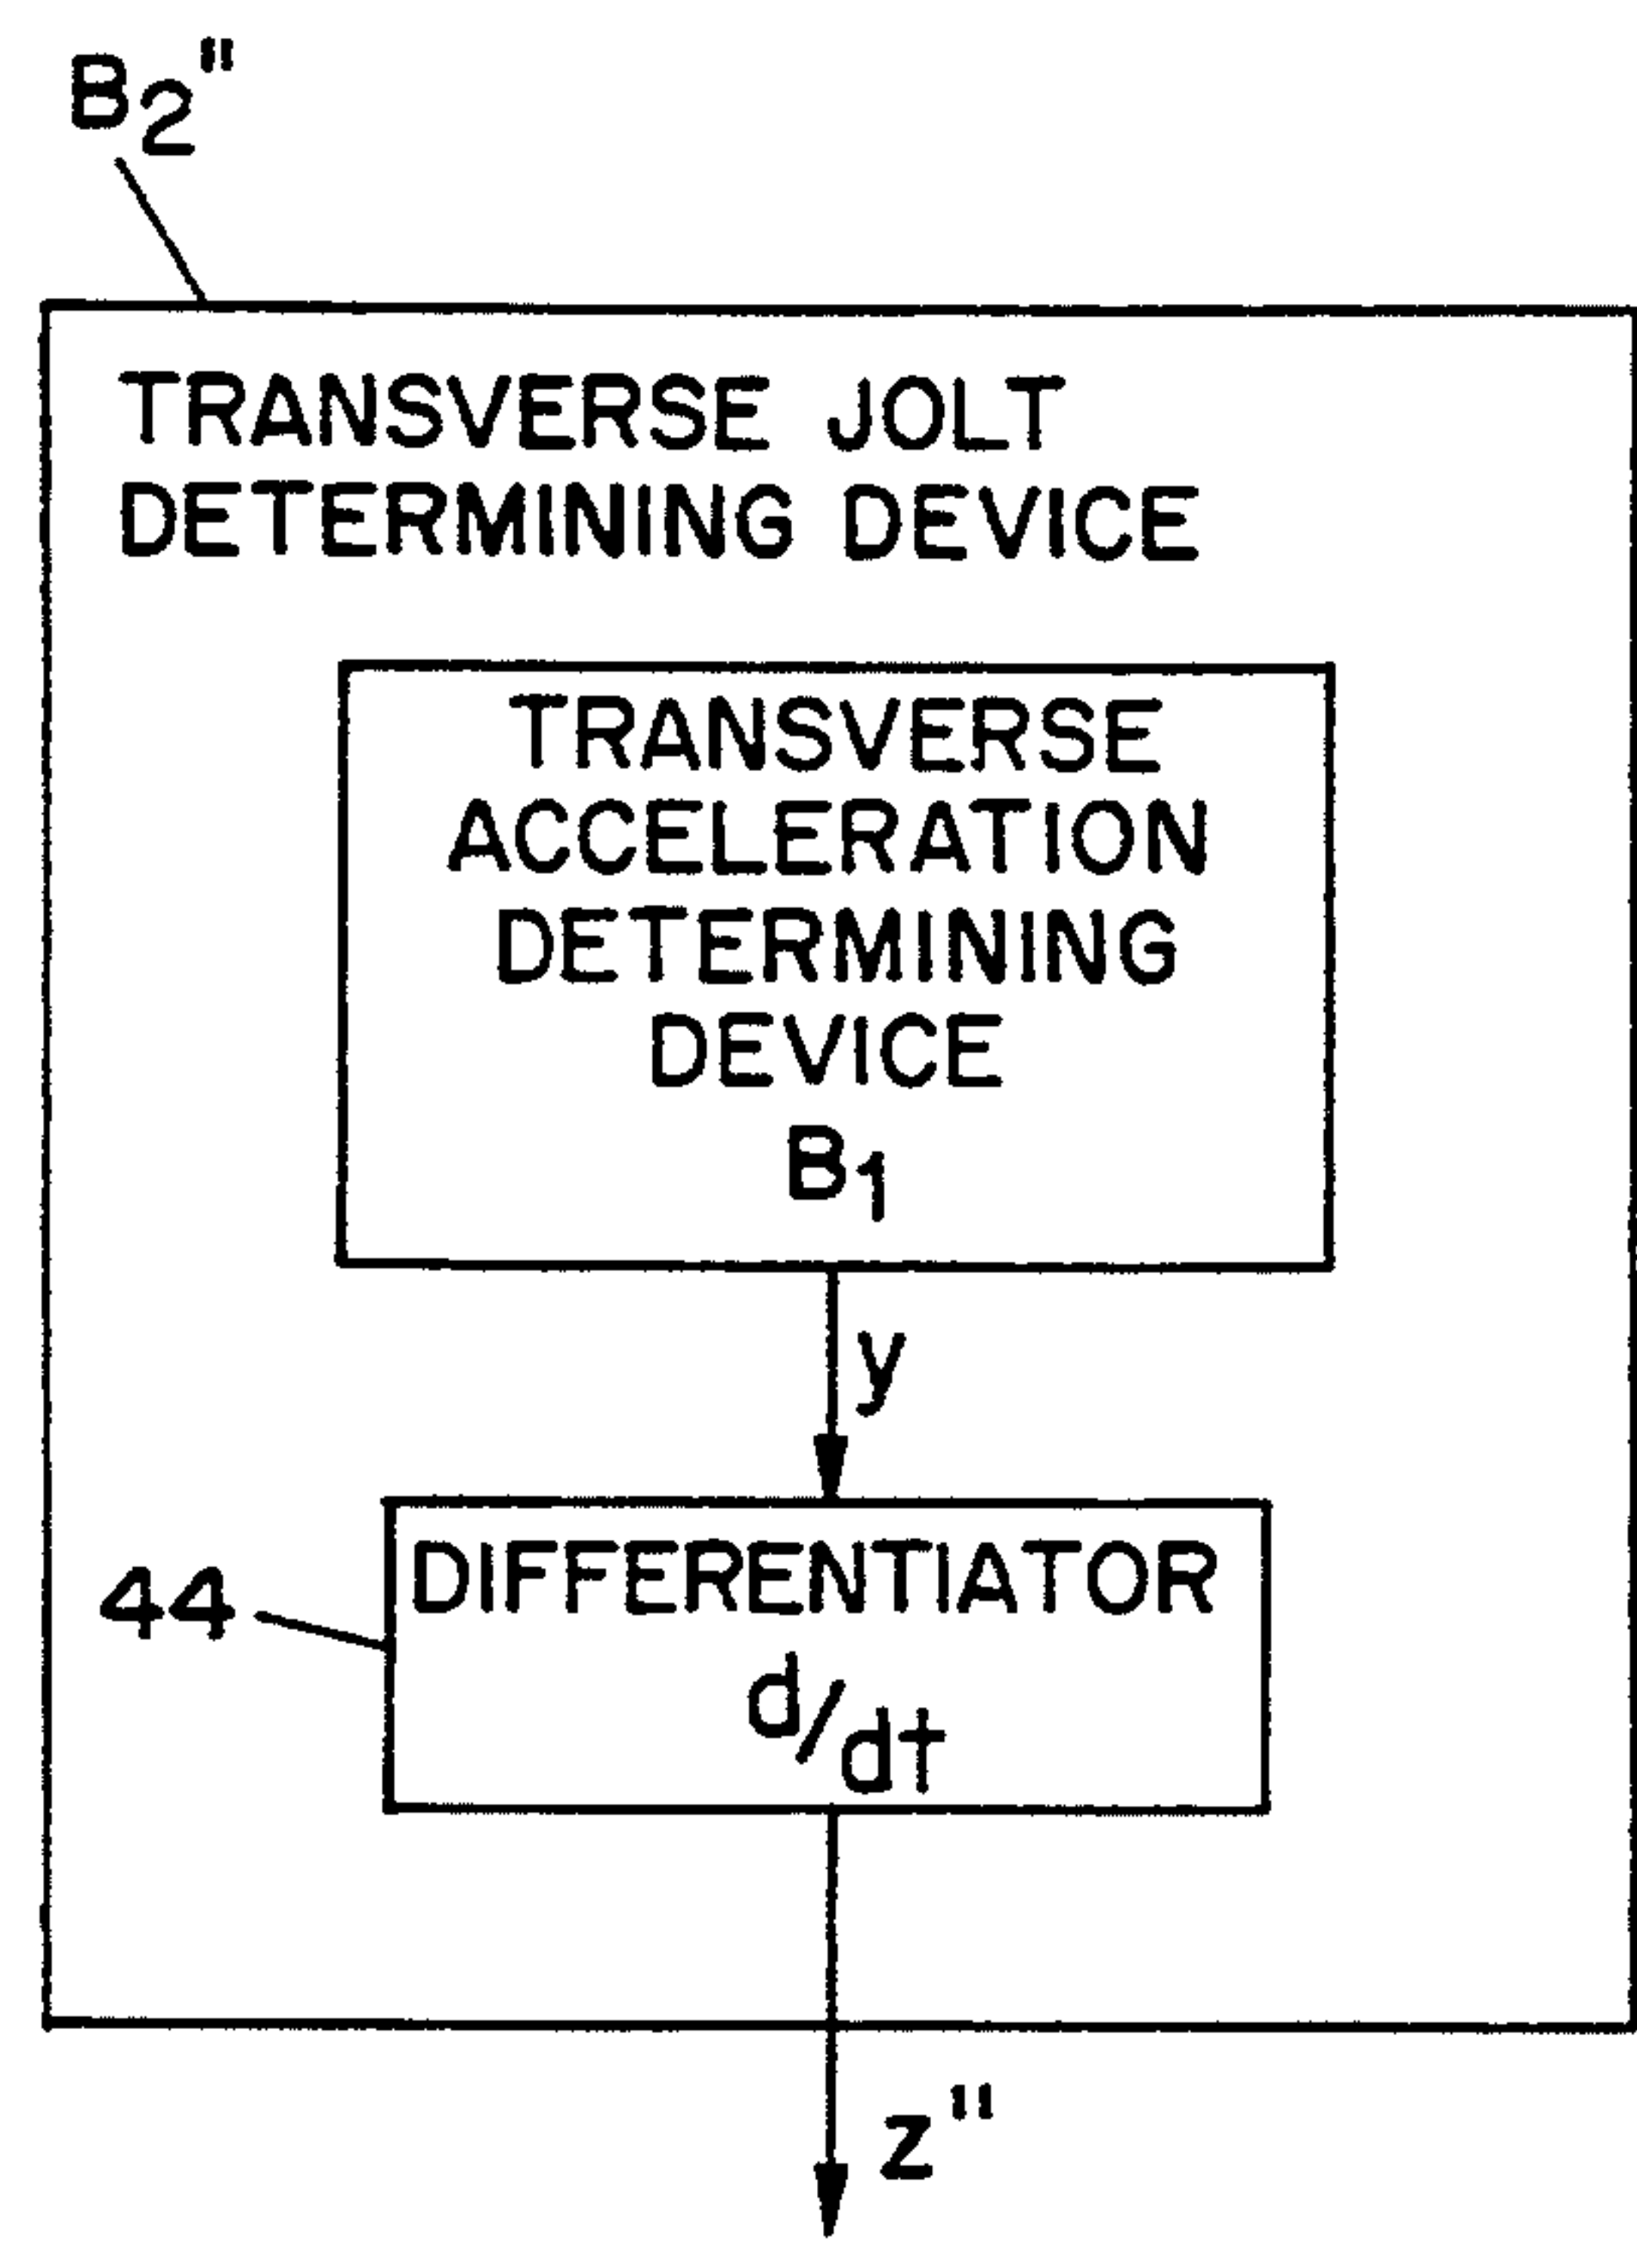 B2"
TRANSVERSE JOLT
DETERMINING DEVICE
TRANSVERSE
ACCELERATION
DETERMINING
DEVICE
B1
y
44
DIFFERENTIATOR
d/dt
z"